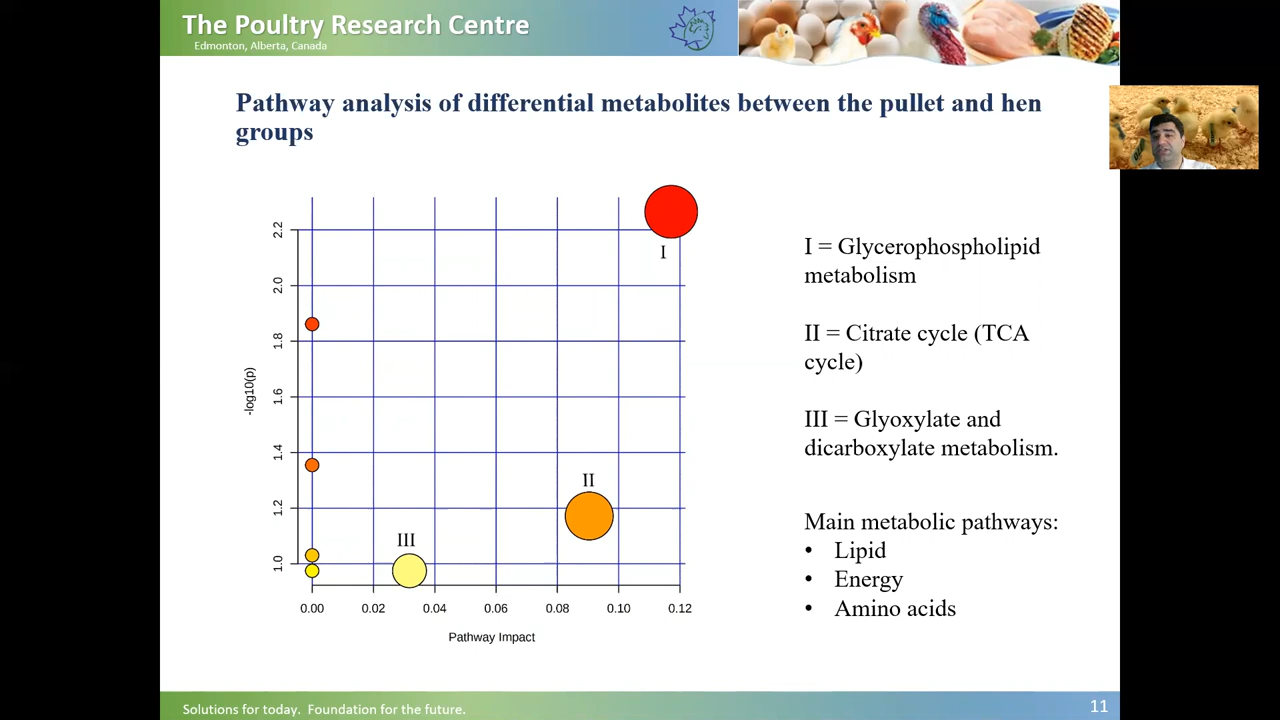 The Poultry Research Centre
Edmonton, Alberta, Canada
Pathway analysis of differential metabolites between the pullet and hen
groups
2.2
2.0
1.8
1.6
1.4
1.2
1.0
-log10(p)
I
II
III
0.00 0.02 0.04 0.06 0.08 0.10 0.12
Pathway Impact
I = Glycerophospholipid
metabolism
II = Citrate cycle (TCA
cycle)
III = Glyoxylate and
dicarboxylate metabolism.
Main metabolic pathways:
• Lipid
• Energy
• Amino acids
Solutions for today. Foundation for the future.
11